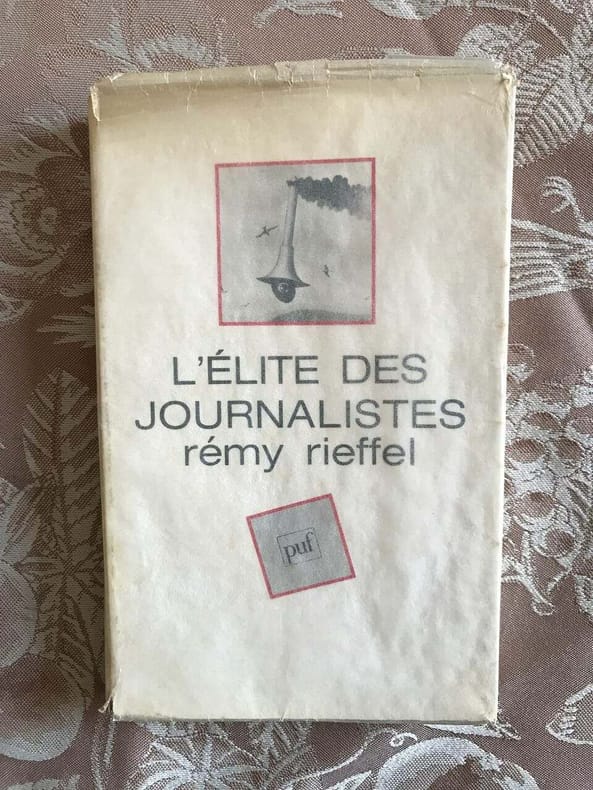 L'ÉLITE DES
JOURNALISTES
rémy rieffel
puf